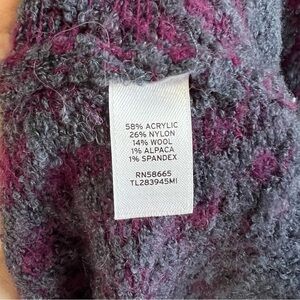 58% ACRYLIC
26% NYLON
14% WOOL
1% ALPACA
1% SPANDEX
RN58665
TL283945MI